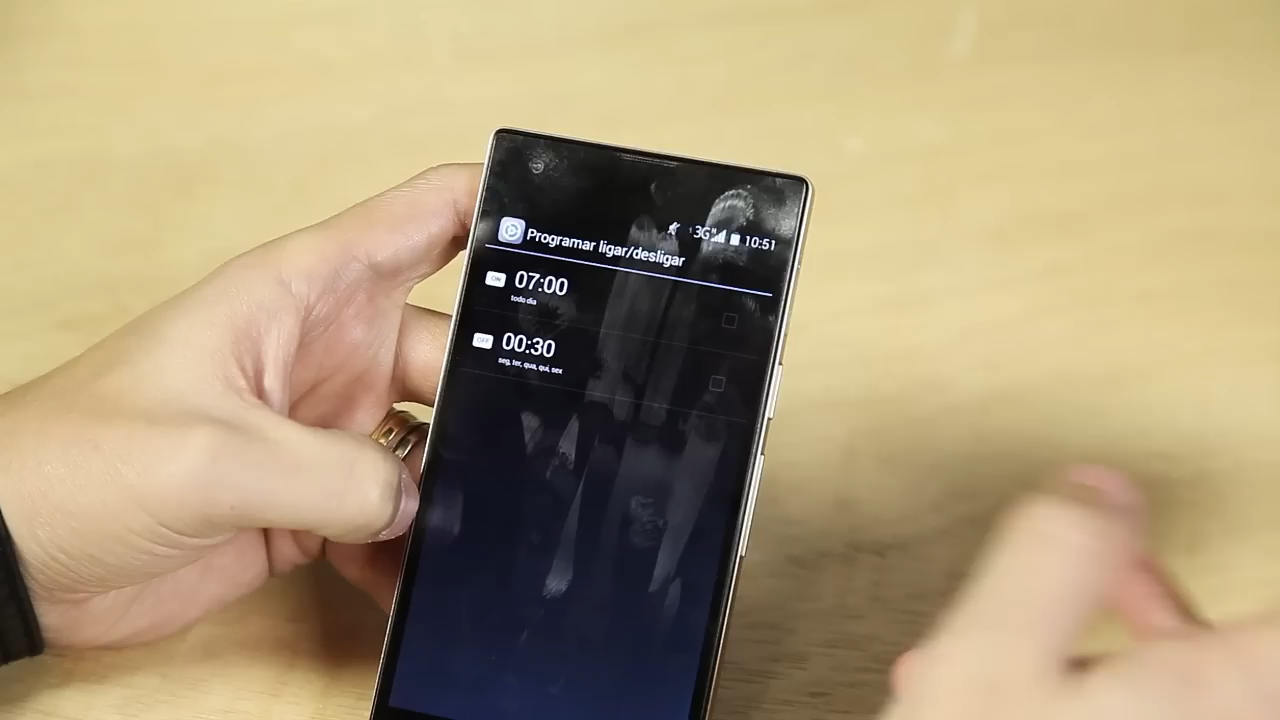 3G 10:51
Programar ligar/desligar
ON 07:00
todo dia
OFF 00:30
seg, ter, qua, qui, sex